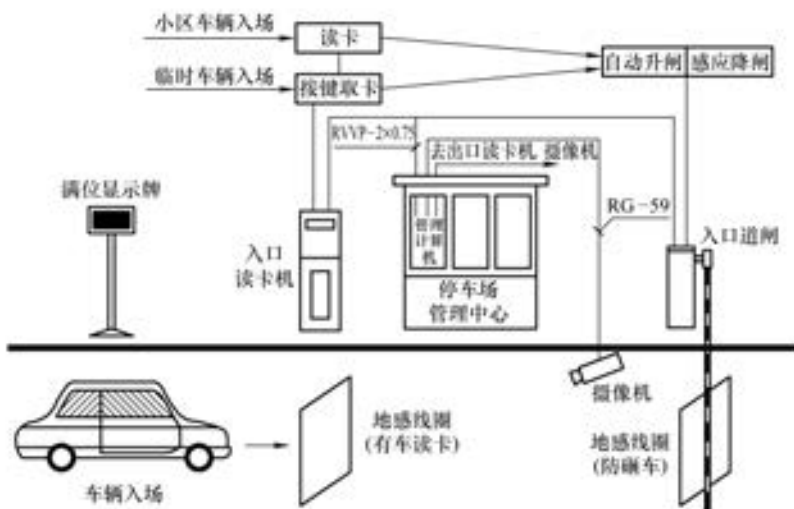 小区车辆入场
读卡
临时车辆入场
按键取卡
自动升闸 感应降闸
RVVP-2×0.75
去出口读卡机 摄像机
满位显示牌
RG-59
入口
读卡机
管理
计算
机
入口道闸
停车场
管理中心
摄像机
地感线圈
(有车读卡)
地感线圈
(防砸车)
车辆入场